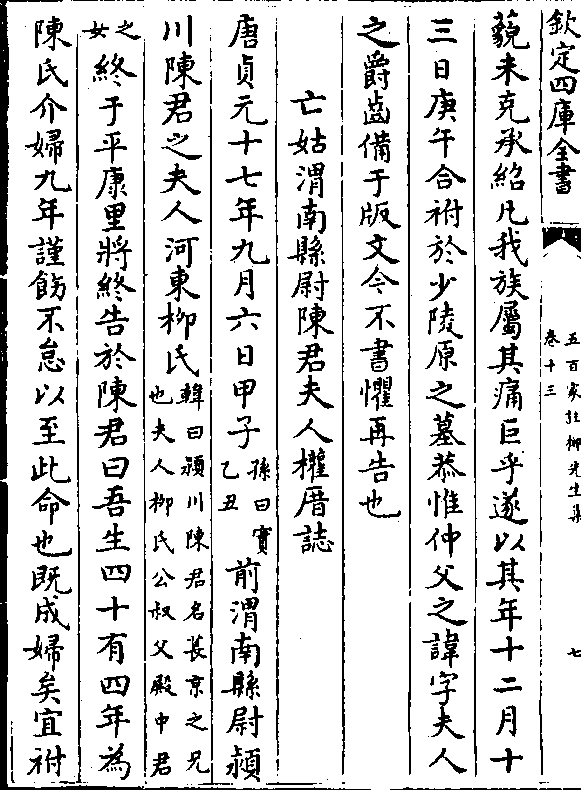 欽定四庫全書
五百家註柳先生集
卷十三
七
藐未克承紹凡我族屬其痛巨乎遂以其年十二月十
三日庚午合祔於少陵原之墓恭惟仲父之諱字夫人
之爵齒備于版文今不書懼再告也
亡姑渭南縣尉陳君夫人權厝誌
唐貞元十七年九月六日甲子孫曰實乙丑前渭南縣尉潁
川陳君之夫人河東柳氏韓曰潁川陳君名萇京之兄也夫人柳氏公叔父殿中君
之女終于平康里將終告於陳君曰吾生四十有四年為
陳氏介婦九年謹飭不怠以至此命也既成婦矣宜祔